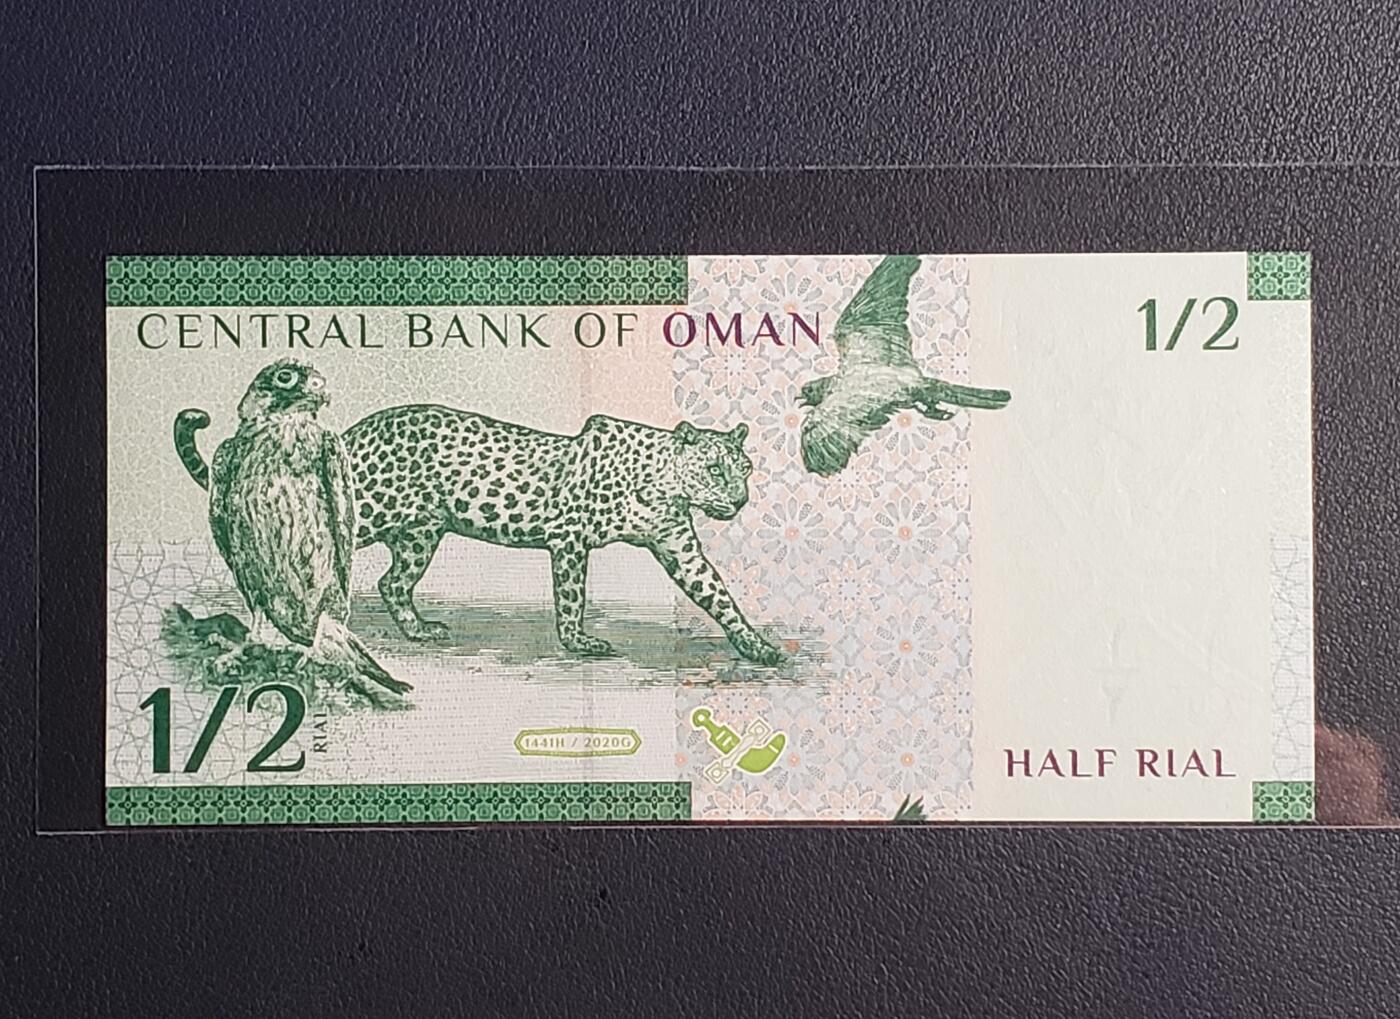 CENTRAL BANK OF OMAN
1/2
1/2
RIAL
1441H / 2020G
HALF RIAL